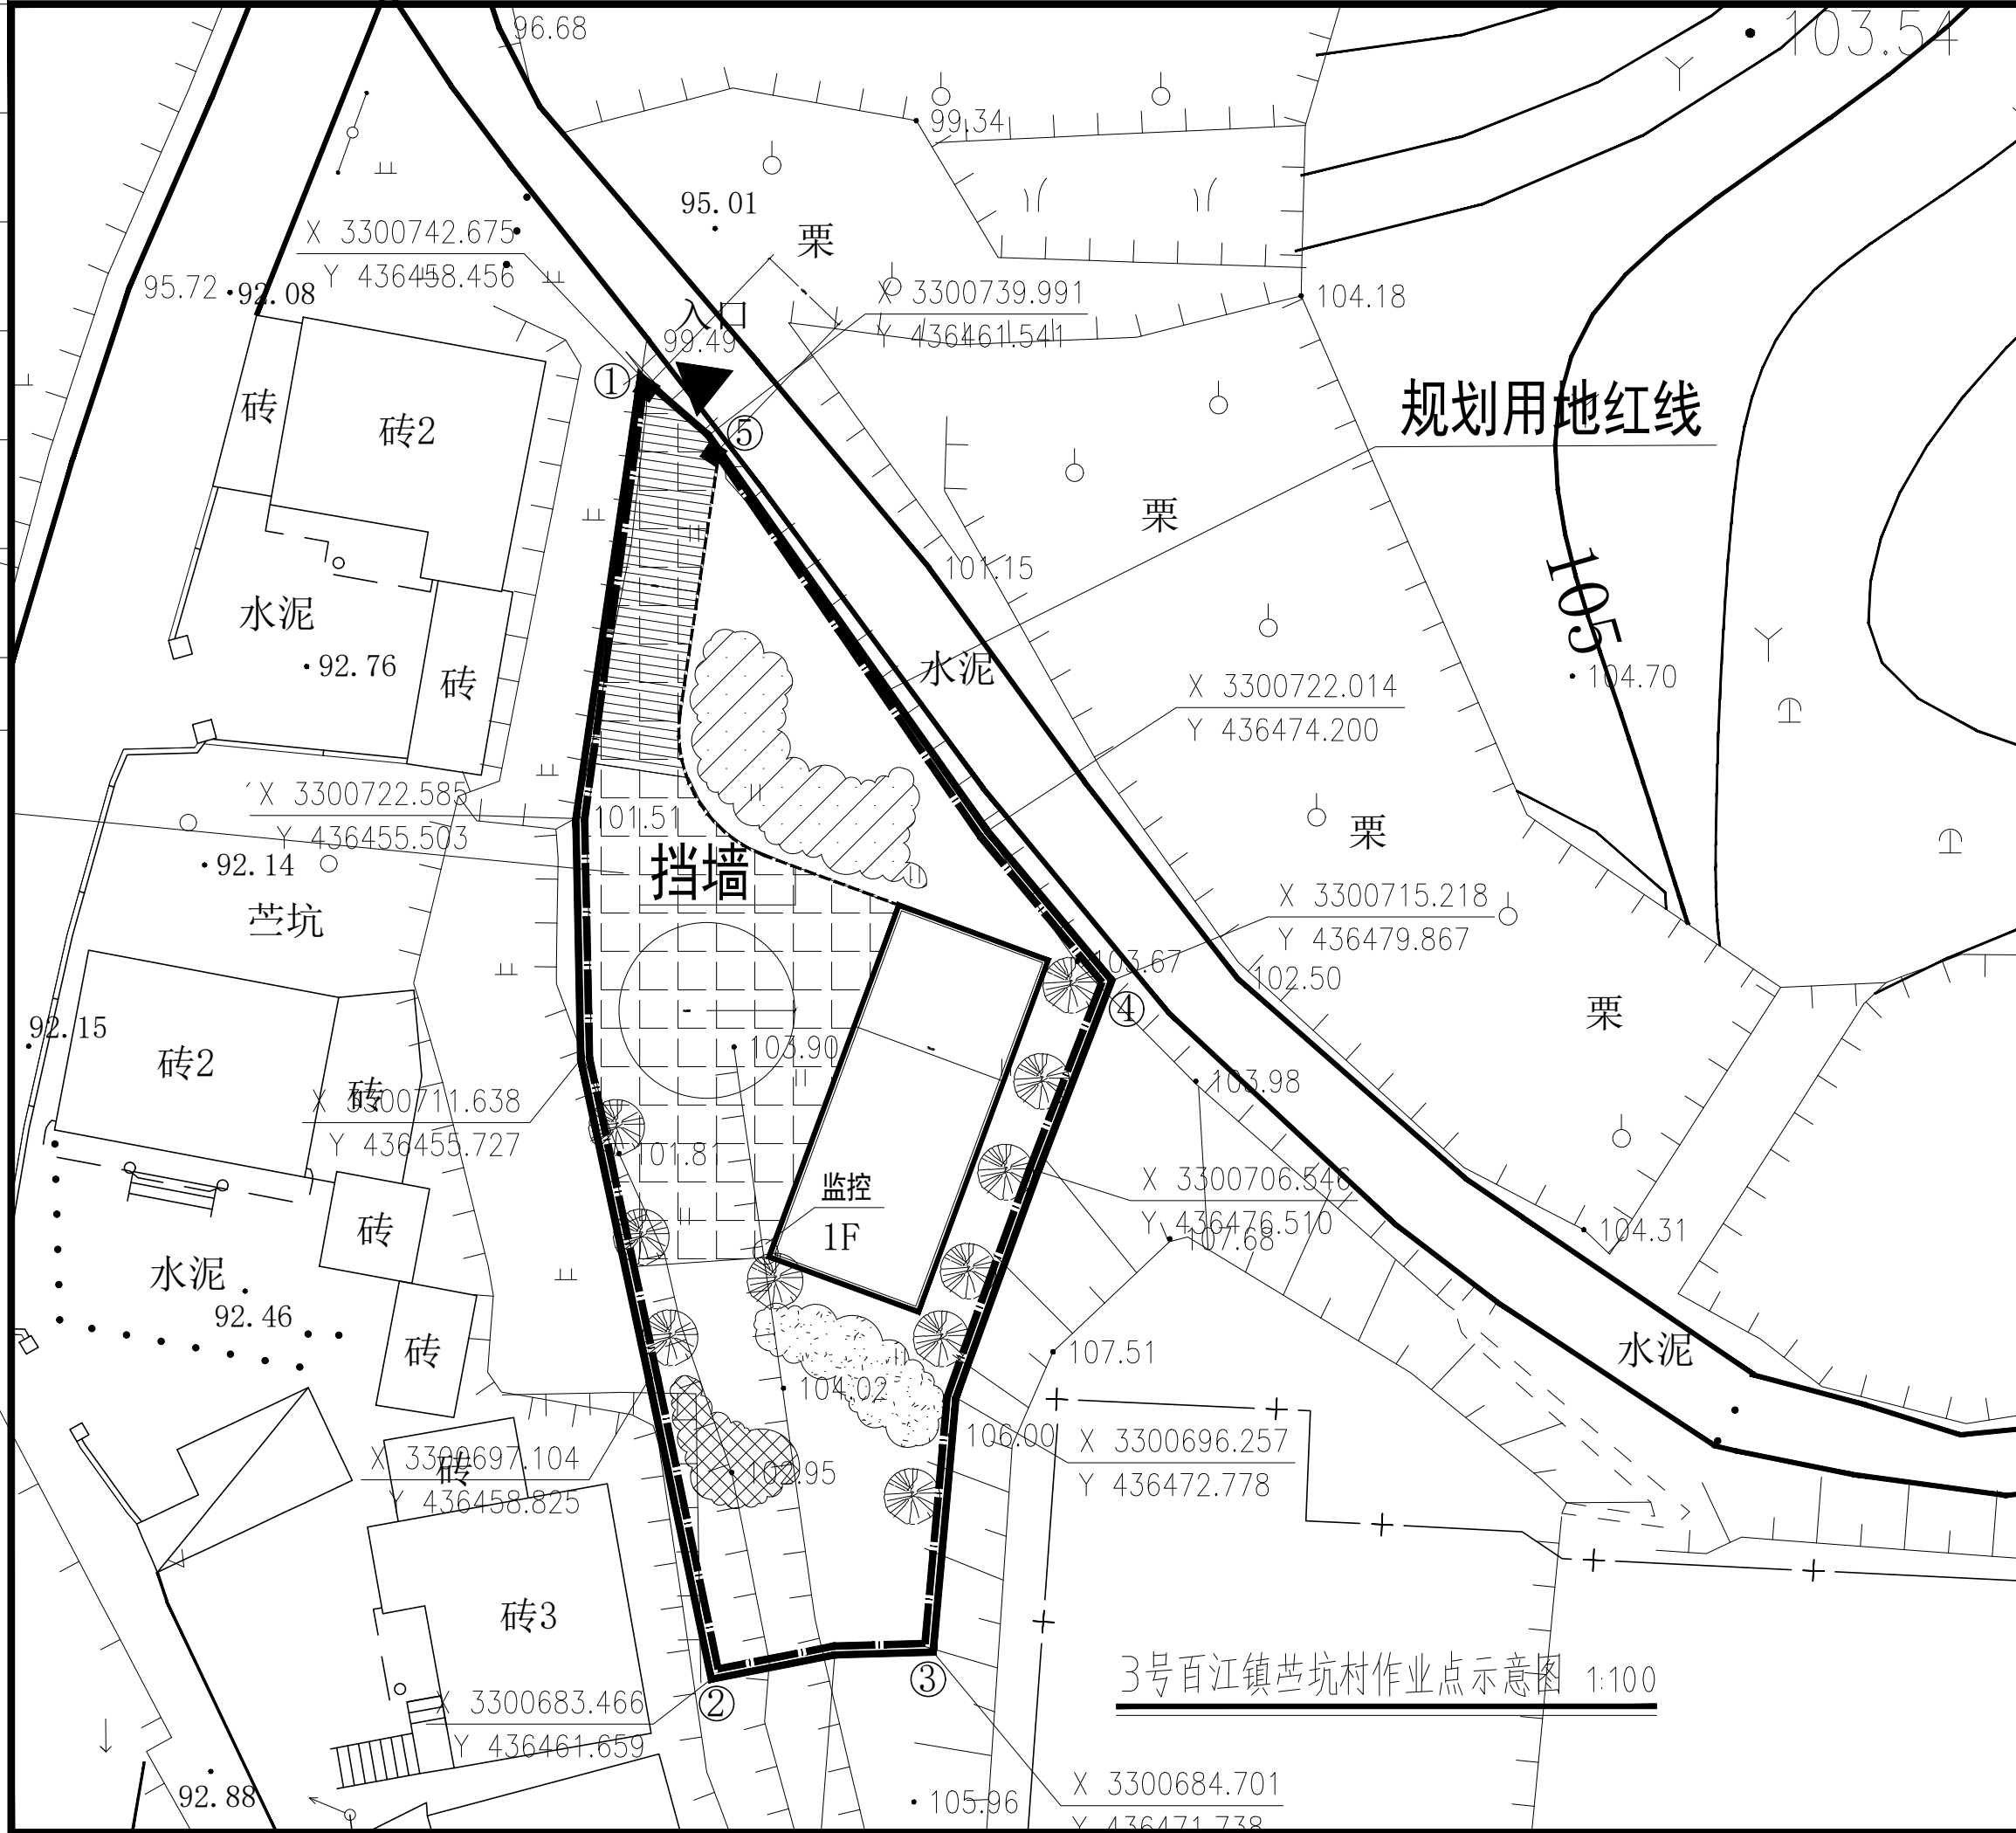 96.68
103.54
99.34
95.01
栗
X 3300742.675
Y 436458.456
95.72
92.08
X 3300739.991
Y 436461.541
104.18
入口
99.49
①
⑤
砖
砖2
规划用地红线
栗
101.15
105
水泥
水泥
92.76
砖
104.70
X 3300722.014
Y 436474.200
X 3300722.585
Y 436455.503
101.51
栗
92.14
挡墙
苎坑
X 3300715.218
Y 436479.867
103.67
102.50
④
栗
92.15
砖2
103.90
103.98
砖
X 3300711.638
Y 436455.727
101.81
监控
1F
X 3300706.546
Y 436476.510
107.68
104.31
砖
水泥
92.46
砖
107.51
水泥
104.02
106.00
X 3300696.257
Y 436472.778
X 3300697.104
Y 436458.825
砖
102.95
砖3
3号百江镇苎坑村作业点示意图 1:100
②
③
X 3300683.466
Y 436461.659
92.88
105.96
X 3300684.701
Y 436471.738